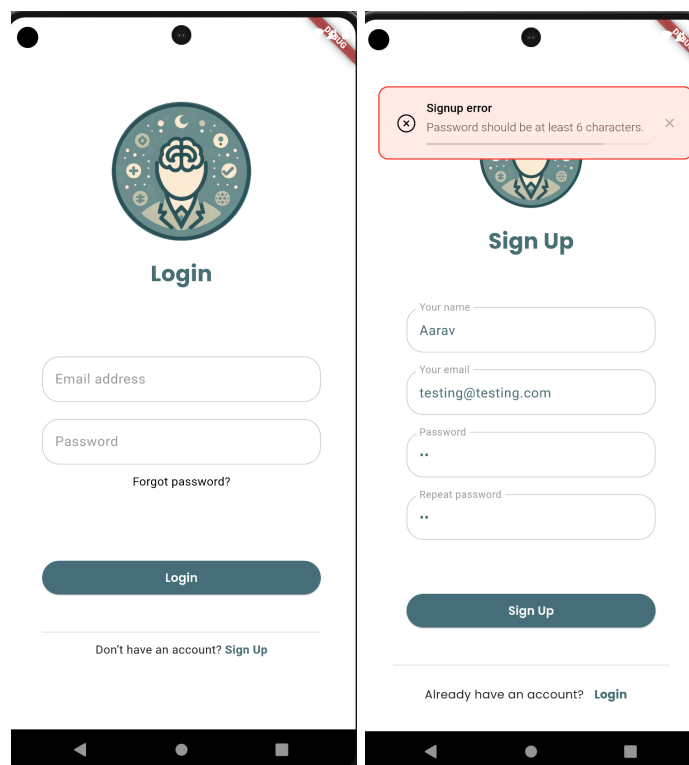 DEBUG
Login
Email address
Password
Forgot password?
Login
Don't have an account? Sign Up
Signup error
Password should be at least 6 characters.
Sign Up
Your name
Aarav
Your email
testing@testing.com
Password
••
Repeat password
••
Sign Up
Already have an account? Login